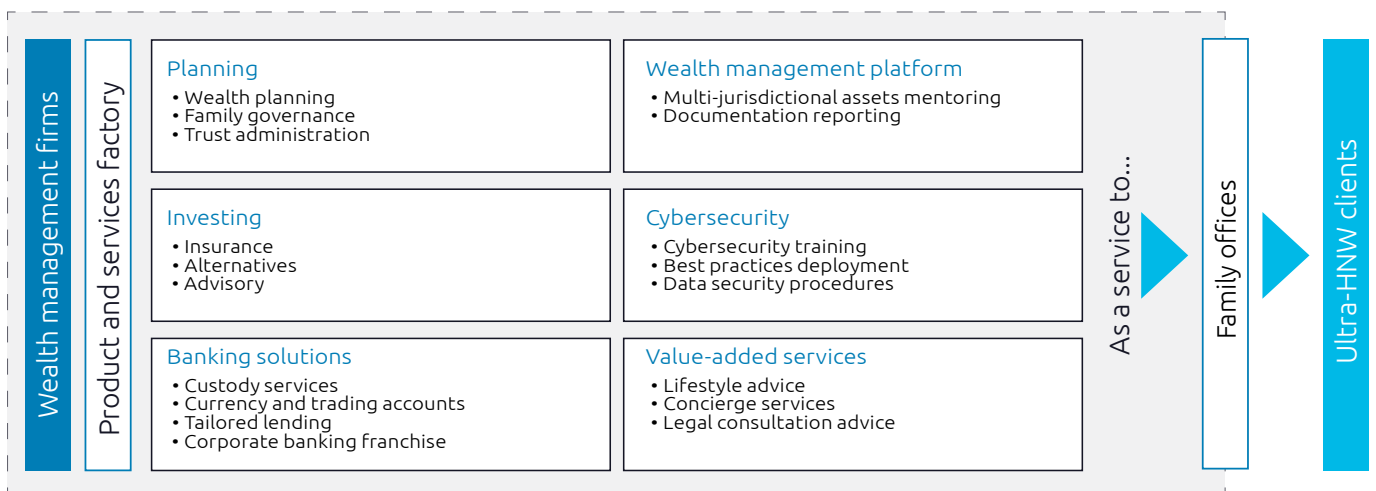 Wealth management firms
Product and services factory
Planning
• Wealth planning
• Family governance
• Trust administration
Wealth management platform
• Multi-jurisdictional assets mentoring
• Documentation reporting
Investing
• Insurance
• Alternatives
• Advisory
Cybersecurity
• Cybersecurity training
• Best practices deployment
• Data security procedures
Banking solutions
• Custody services
• Currency and trading accounts
• Tailored lending
• Corporate banking franchise
Value-added services
• Lifestyle advice
• Concierge services
• Legal consultation advice
As a service to...
Family offices
Ultra-HNW clients